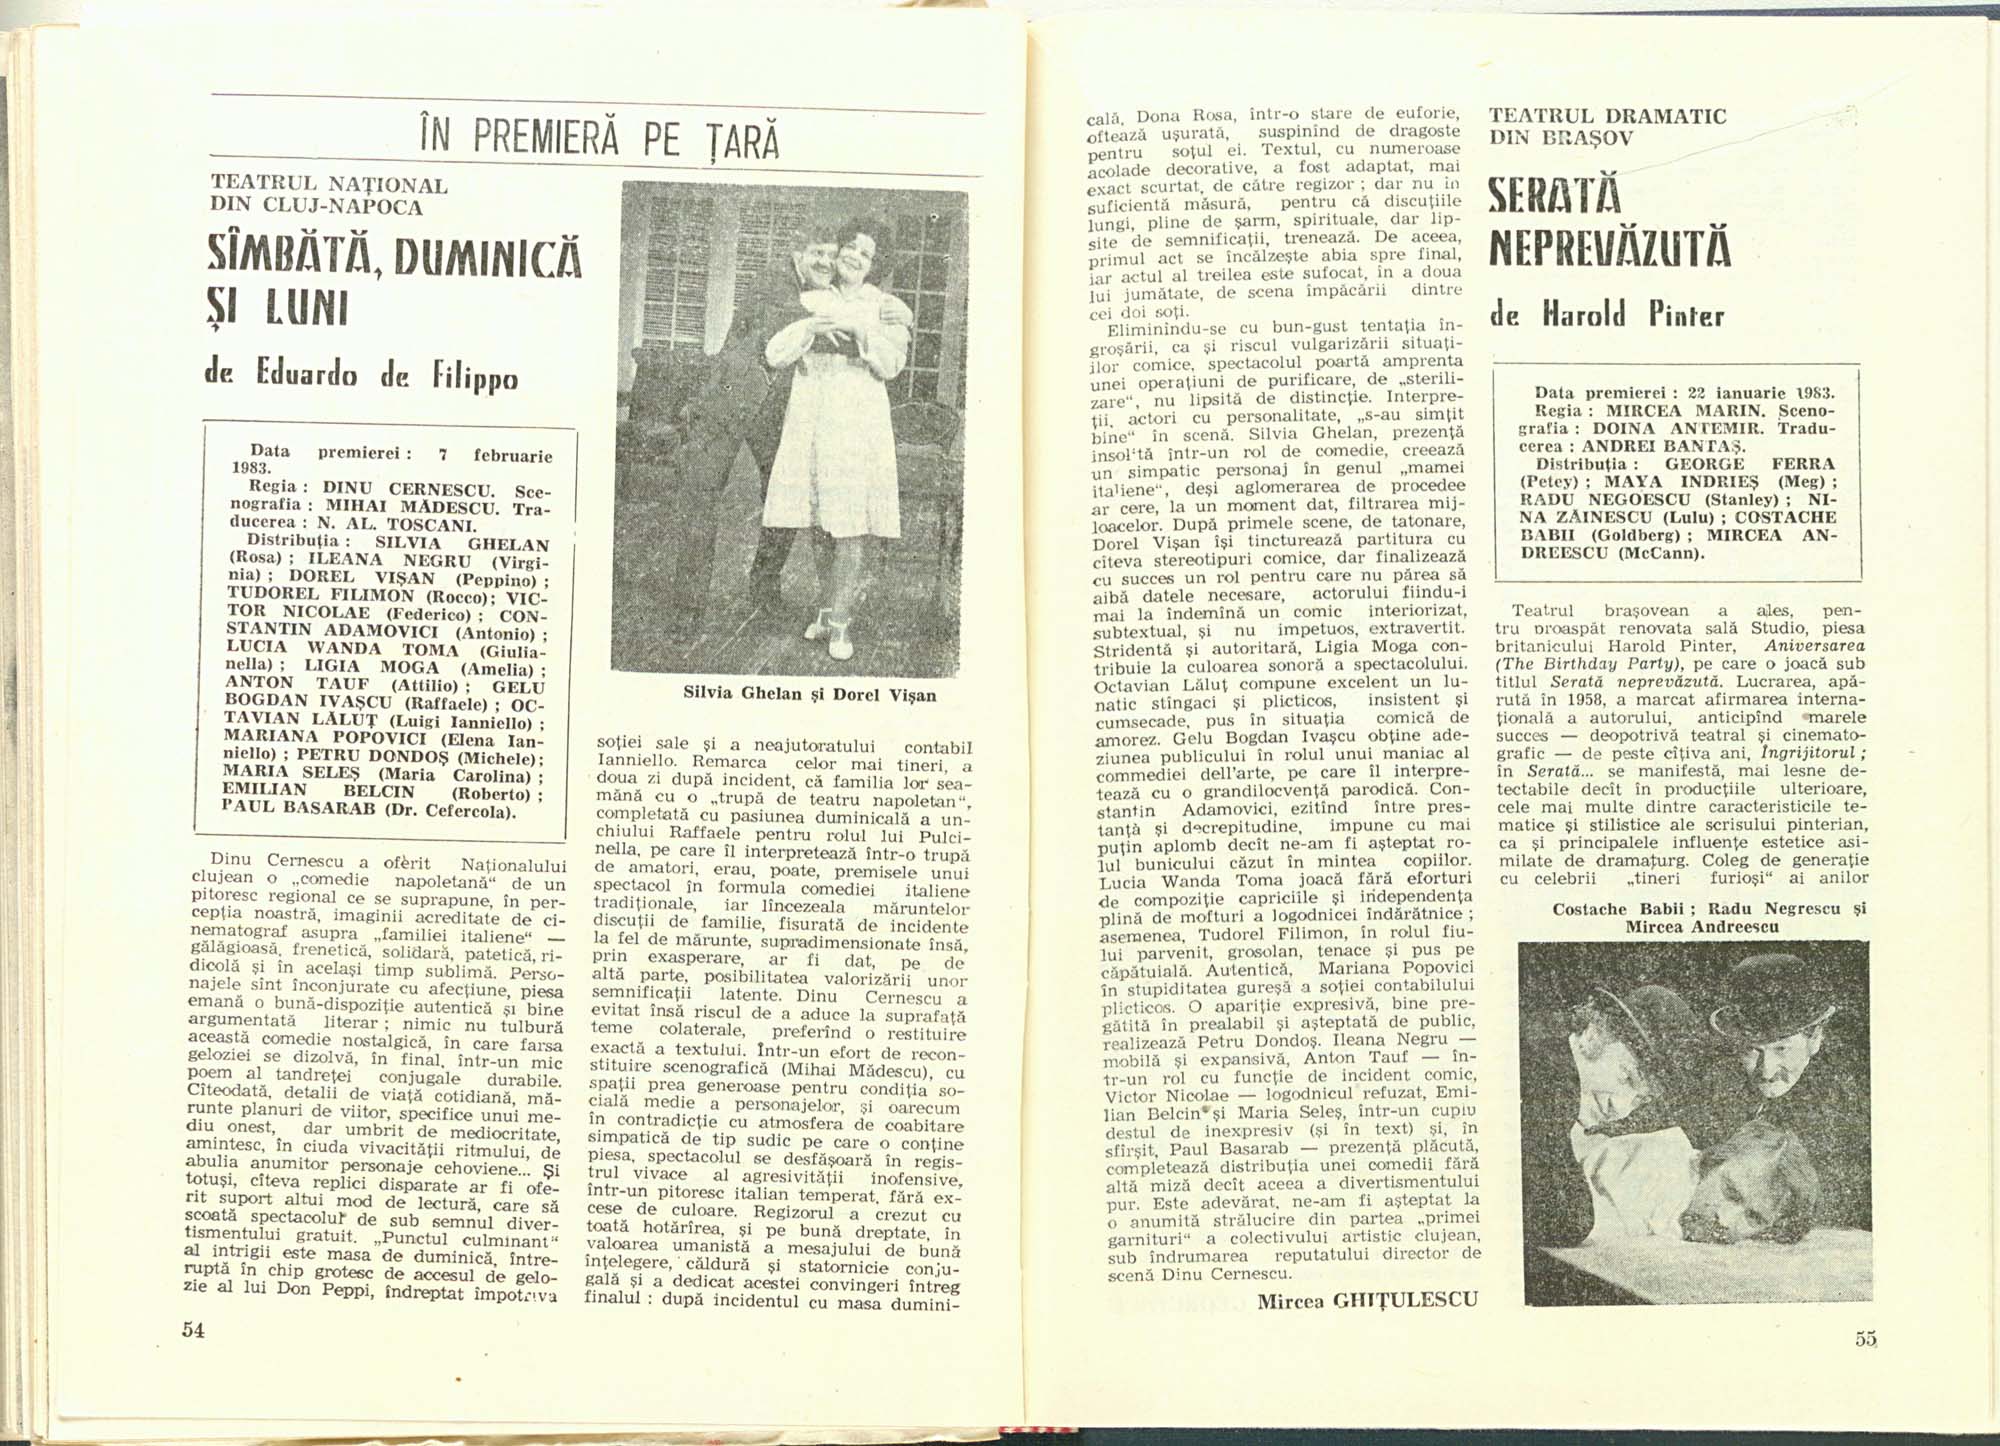 ÎN PREMIERĂ PE ȚARĂ
TEATRUL NAȚIONAL
DIN CLUJ-NAPOCA
SÎMBĂTĂ, DUMINICĂ
ȘI LUNI
de Eduardo de Filippo
Data premierei : 7 februarie
1983.
Regia : DINU CERNESCU. Sce-
nografia : MIHAI MĂDESCU. Tra-
ducerea : N. AL. TOSCANI.
Distribuția : SILVIA GHELAN
(Rosa) ; ILEANA NEGRU (Virgi-
nia) ; DOREL VIȘAN (Peppino) ;
TUDOREL FILIMON (Rocco); VIC-
TOR NICOLAE (Federico) ; CON-
STANTIN ADAMOVICI (Antonio) ;
LUCIA WANDA TOMA (Giulia-
nella) ; LIGIA MOGA (Amelia) ;
ANTON TAUF (Attilio) ; GELU
BOGDAN IVAȘCU (Raffaele) ; OC-
TAVIAN LĂLUȚ (Luigi Ianniello) ;
MARIANA POPOVICI (Elena Ian-
niello) ; PETRU DONDOȘ (Michele);
MARIA SELEȘ (Maria Carolina) ;
EMILIAN BELCIN (Roberto) ;
PAUL BASARAB (Dr. Cefercola).
Dinu Cernescu a oferit Naționalului
clujean o „comedie napoletană“ de un
pitoresc regional ce se suprapune, în per-
cepția noastră, imaginii acreditate de ci-
nematograf asupra „familiei italiene“ —
gălăgioasă, frenetică, solidară, patetică, ri-
dicolă și în același timp sublimă. Perso-
najele sînt înconjurate cu afecțiune, piesa
emană o bună-dispoziție autentică și bine
argumentată literar ; nimic nu tulbură
această comedie nostalgică, în care farsa
geloziei se dizolvă, în final, într-un mic
poem al tandreței conjugale durabile.
Cîteodată, detalii de viață cotidiană, mă-
runte planuri de viitor, specifice unui me-
diu onest, dar umbrit de mediocritate,
amintesc, în ciuda vivacității ritmului, de
abulia anumitor personaje cehoviene... Și
totuși, cîteva replici disparate ar fi ofe-
rit suport altui mod de lectură, care să
scoată spectacolul de sub semnul diver-
tismentului gratuit. „Punctul culminant“
al intrigii este masa de duminică, între-
ruptă în chip grotesc de accesul de gelo-
zie al lui Don Peppi, îndreptat împotriva
54
Silvia Ghelan și Dorel Vișan
soției sale și a neajutoratului contabil
Ianniello. Remarca celor mai tineri, a
doua zi după incident, că familia lor sea-
mănă cu o „trupă de teatru napoletan“,
completată cu pasiunea duminicală a un-
chiului Raffaele pentru rolul lui Pulci-
nella, pe care îl interpretează într-o trupă
de amatori, erau, poate, premisele unui
spectacol în formula comediei italiene
tradiționale, iar lîncezeala măruntelor
discuții de familie, fisurată de incidente
la fel de mărunte, supradimensionate însă,
prin exasperare, ar fi dat, pe de
altă parte, posibilitatea valorizării unor
semnificații latente. Dinu Cernescu a
evitat însă riscul de a aduce la suprafață
teme colaterale, preferînd o restituire
exactă a textului. Într-un efort de recon-
stituire scenografică (Mihai Mădescu), cu
spații prea generoase pentru condiția so-
cială medie a personajelor, și oarecum
în contradicție cu atmosfera de coabitare
simpatică de tip sudic pe care o conține
piesa, spectacolul se desfășoară în regis-
trul vivace al agresivității inofensive,
într-un pitoresc italian temperat, fără ex-
cese de culoare. Regizorul a crezut cu
toată hotărîrea, și pe bună dreptate, în
valoarea umanistă a mesajului de bună
înțelegere, căldură și statornicie conju-
gală și a dedicat acestei convingeri întreg
finalul : după incidentul cu masa dumini-
cală, Dona Rosa, într-o stare de euforie,
oftează ușurată, suspinînd de dragoste
pentru soțul ei. Textul, cu numeroase
acolade decorative, a fost adaptat, mai
exact scurtat, de către regizor ; dar nu în
suficientă măsură, pentru că discuțiile
lungi, pline de șarm, spirituale, dar lip-
site de semnificații, trenează. De aceea,
primul act se încălzește abia spre final,
iar actul al treilea este sufocat, în a doua
lui jumătate, de scena împăcării dintre
cei doi soți.
Eliminîndu-se cu bun-gust tentația în-
groșării, ca și riscul vulgarizării situați-
ilor comice, spectacolul poartă amprenta
unei operațiuni de purificare, de „sterili-
zare“, nu lipsită de distincție. Interpre-
ții, actori cu personalitate, „s-au simțit
bine“ în scenă. Silvia Ghelan, prezență
insolită într-un rol de comedie, creează
un simpatic personaj în genul „mamei
italiene“, deși aglomerarea de procedee
ar cere, la un moment dat, filtrarea mij-
loacelor. După primele scene, de tatonare,
Dorel Vișan își tincturează partitura cu
cîteva stereotipuri comice, dar finalizează
cu succes un rol pentru care nu părea să
aibă datele necesare, actorului fiindu-i
mai la îndemînă un comic interiorizat,
subtextual, și nu impetuos, extravertit.
Stridentă și autoritară, Ligia Moga con-
tribuie la culoarea sonoră a spectacolului.
Octavian Lăluț compune excelent un lu-
natic stîngaci și plicticos, insistent și
cumsecade, pus în situația comică de
amorez. Gelu Bogdan Ivașcu obține ade-
ziunea publicului în rolul unui maniac al
commediei dell'arte, pe care îl interpre-
tează cu o grandilocvență parodică. Con-
stantin Adamovici, ezitînd între pres-
tanță și decrepitudine, impune cu mai
puțin aplomb decît ne-am fi așteptat ro-
lul bunicului căzut în mintea copiilor.
Lucia Wanda Toma joacă fără eforturi
de compoziție capriciile și independența
plină de mofturi a logodnicei îndărătnice ;
asemenea, Tudorel Filimon, în rolul fiu-
lui parvenit, grosolan, tenace și pus pe
căpătuială. Autentică, Mariana Popovici
în stupiditatea gureșă a soției contabilului
plicticos. O apariție expresivă, bine pre-
gătită în prealabil și așteptată de public,
realizează Petru Dondoș. Ileana Negru —
mobilă și expansivă, Anton Tauf — în-
tr-un rol cu funcție de incident comic,
Victor Nicolae — logodnicul refuzat, Emi-
lian Belcin și Maria Seleș, într-un cuplu
destul de inexpresiv (și în text) și, în
sfîrșit, Paul Basarab — prezență plăcută,
completează distribuția unei comedii fără
altă miză decît aceea a divertismentului
pur. Este adevărat, ne-am fi așteptat la
o anumită strălucire din partea „primei
garnituri“ a colectivului artistic clujean,
sub îndrumarea reputatului director de
scenă Dinu Cernescu.
Mircea GHIȚULESCU
TEATRUL DRAMATIC
DIN BRAȘOV
SERATĂ
NEPREVĂZUTĂ
de Harold Pinter
Data premierei : 22 ianuarie 1983.
Regia : MIRCEA MARIN. Sceno-
grafia : DOINA ANTEMIR. Tradu-
cerea : ANDREI BANTAȘ.
Distribuția : GEORGE FERRA
(Petey) ; MAYA INDRIEȘ (Meg) ;
RADU NEGOESCU (Stanley) ; NI-
NA ZĂINESCU (Lulu) ; COSTACHE
BABII (Goldberg) ; MIRCEA AN-
DREESCU (McCann).
Teatrul brașovean a ales, pen-
tru proaspăt renovata sală Studio, piesa
britanicului Harold Pinter, Aniversarea
(The Birthday Party), pe care o joacă sub
titlul Serată neprevăzută. Lucrarea, apă-
rută în 1958, a marcat afirmarea interna-
țională a autorului, anticipînd marele
succes — deopotrivă teatral și cinemato-
grafic — de peste cîțiva ani, Îngrijitorul ;
în Serată... se manifestă, mai lesne de-
tectabile decît în producțiile ulterioare,
cele mai multe dintre caracteristicile te-
matice și stilistice ale scrisului pinterian,
ca și principalele influențe estetice asi-
milate de dramaturg. Coleg de generație
cu celebrii „tineri furioși“ ai anilor
Costache Babii ; Radu Negrescu și
Mircea Andreescu
55